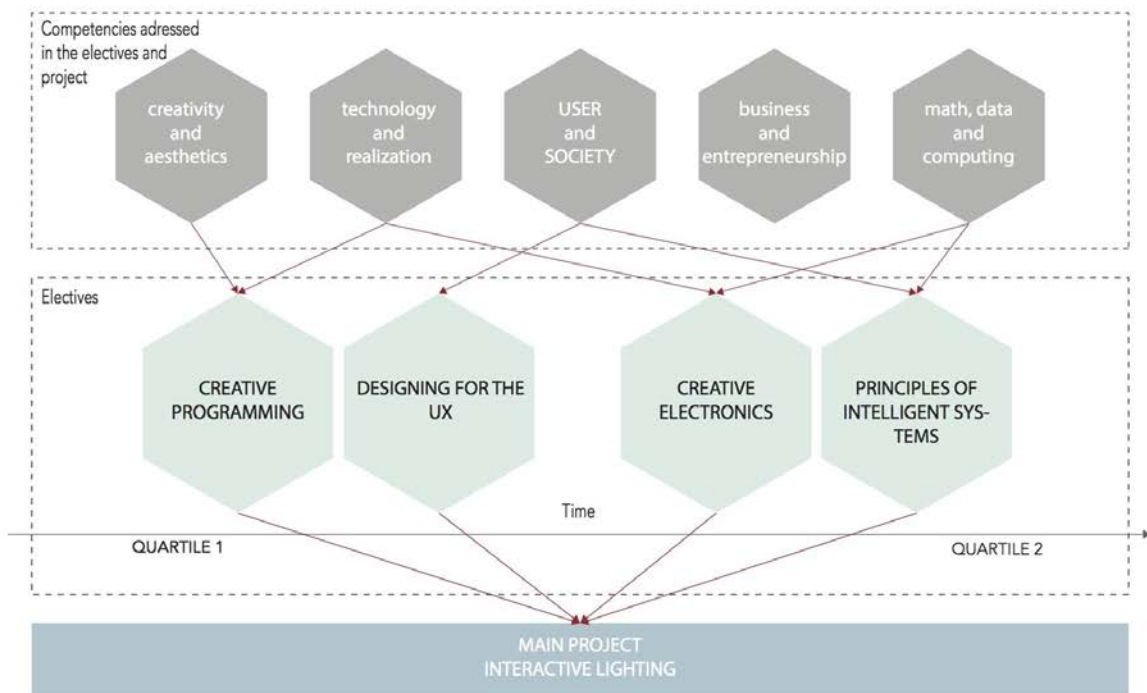 Competencies adressed
in the electives and
project
creativity
and
aesthetics
technology
and
realization
USER
and
SOCIETY
business
and
entrepreneurship
math, data
and
computing
Electives
CREATIVE
PROGRAMMING
DESIGNING FOR THE
UX
CREATIVE
ELECTRONICS
PRINCIPLES OF
INTELLIGENT SYS-
TEMS
Time
QUARTILE 1
QUARTILE 2
MAIN PROJECT
INTERACTIVE LIGHTING